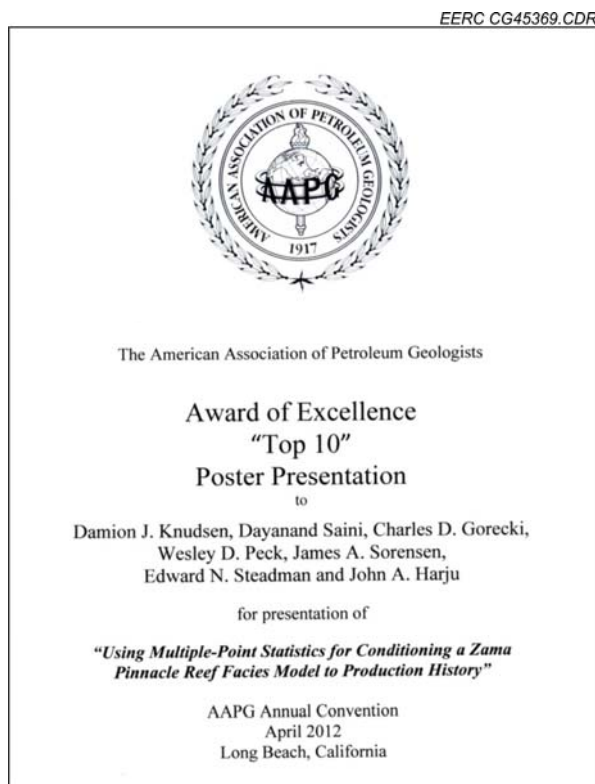 EERC CG45369.CDR
AMERICAN ASSOCIATION OF PETROLEUM GEOLOGISTS
AAPG
1917
The American Association of Petroleum Geologists
Award of Excellence
“Top 10”
Poster Presentation
to
Damion J. Knudsen, Dayanand Saini, Charles D. Gorecki,
Wesley D. Peck, James A. Sorensen,
Edward N. Steadman and John A. Harju
for presentation of
“Using Multiple-Point Statistics for Conditioning a Zama
Pinnacle Reef Facies Model to Production History”
AAPG Annual Convention
April 2012
Long Beach, California